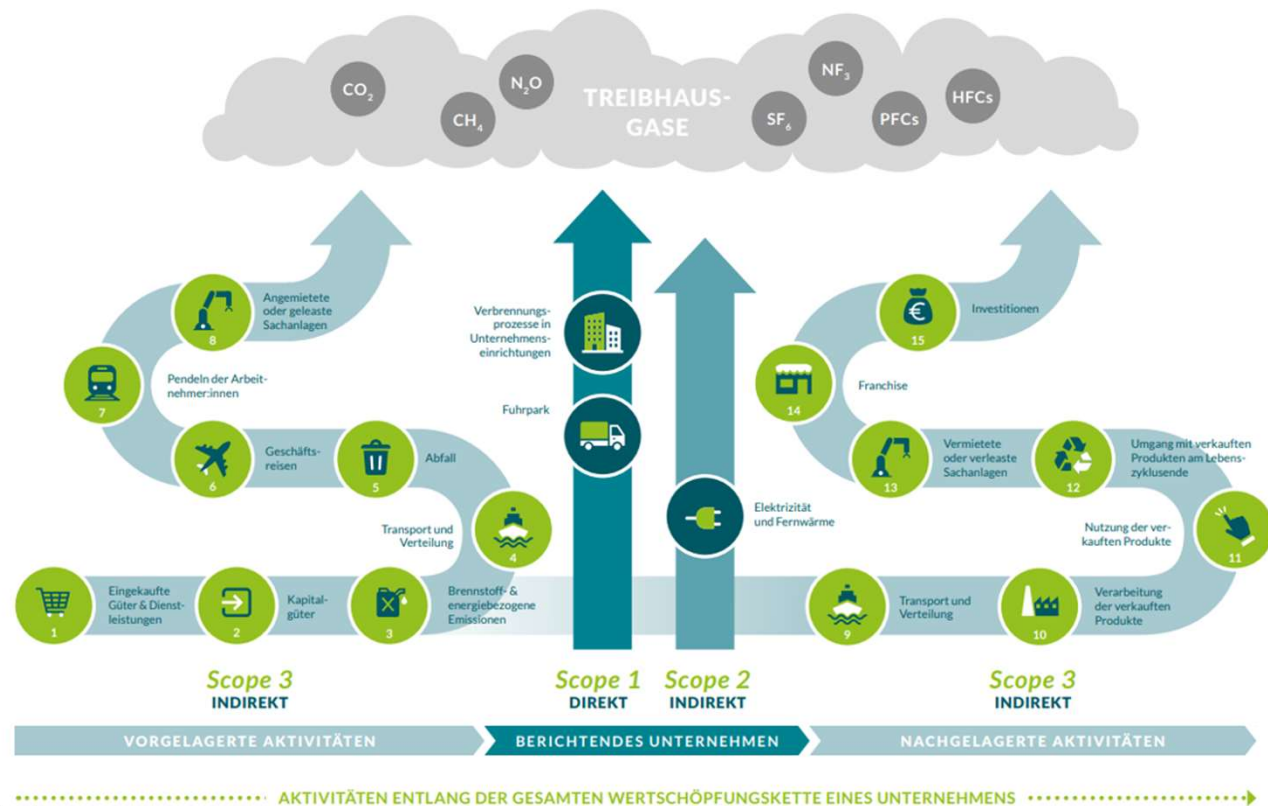 CO₂
CH₄
N₂O
TREIBHAUS-
GASE
NF₃
SF₆
PFCs
HFCs
Angemietete
oder geleaste
Sachanlagen
8
Pendeln der Arbeit-
nehmer:innen
7
Geschäfts-
reisen
6
Abfall
5
Transport und
Verteilung
4
Eingekaufte
Güter & Dienst-
leistungen
1
Kapital-
güter
2
Brennstoff- &
energiebezogene
Emissionen
3
Verbrennungs-
prozesse in
Unternehmens-
einrichtungen
Fuhrpark
Elektrizität
und Fernwärme
Investitionen
15
Franchise
14
Vermietete
oder verleaste
Sachanlagen
13
Umgang mit verkauften
Produkten am Lebens-
zyklusende
12
Nutzung der ver-
kauften Produkte
11
Transport und
Verteilung
9
Verarbeitung
der verkauften
Produkte
10
Scope 3
INDIREKT
Scope 1
DIREKT
Scope 2
INDIREKT
Scope 3
INDIREKT
VORGELAGERTE AKTIVITÄTEN
BERICHTENDES UNTERNEHMEN
NACHGELAGERTE AKTIVITÄTEN
AKTIVITÄTEN ENTLANG DER GESAMTEN WERTSCHÖPFUNGSKETTE EINES UNTERNEHMENS